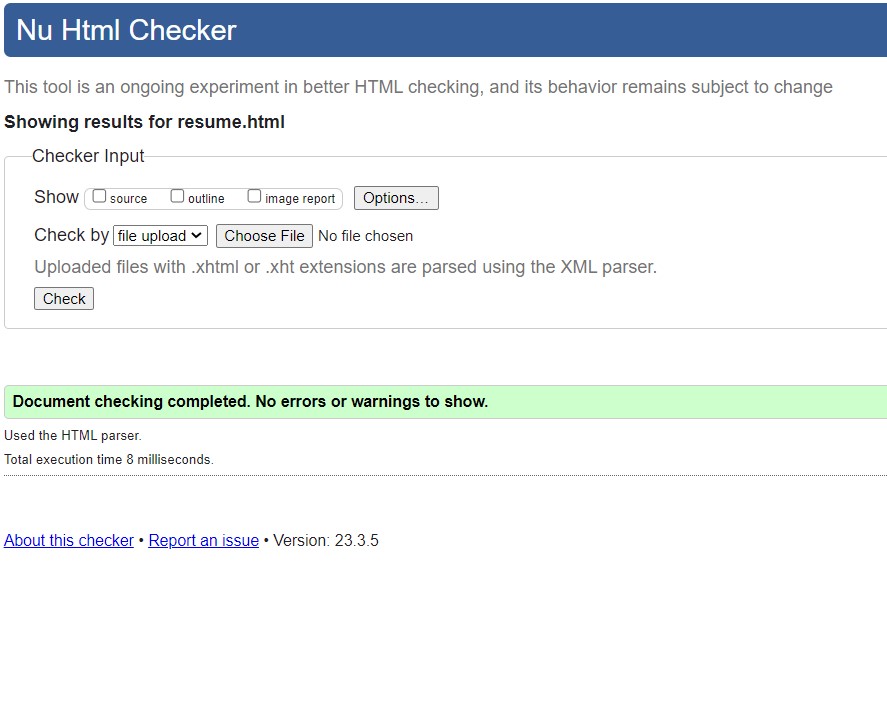 Nu Html Checker
This tool is an ongoing experiment in better HTML checking, and its behavior remains subject to change
Showing results for resume.html
Checker Input
Show source outline image report Options...
Check by file upload Choose File No file chosen
Uploaded files with .xhtml or .xht extensions are parsed using the XML parser.
Check
Document checking completed. No errors or warnings to show.
Used the HTML parser.
Total execution time 8 milliseconds.
About this checker • Report an issue • Version: 23.3.5